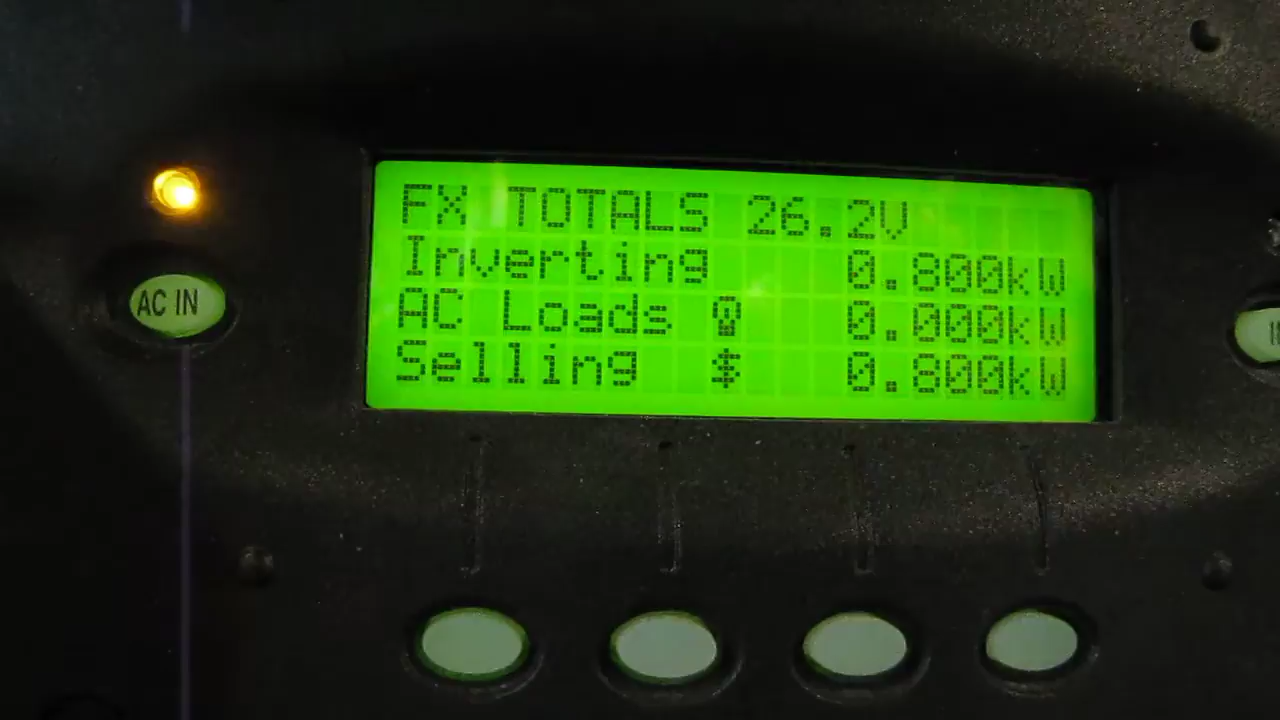 FX TOTALS 26.2V
Inverting 0.800kW
AC Loads @ 0.000kW
Selling $ 0.800kW
AC IN